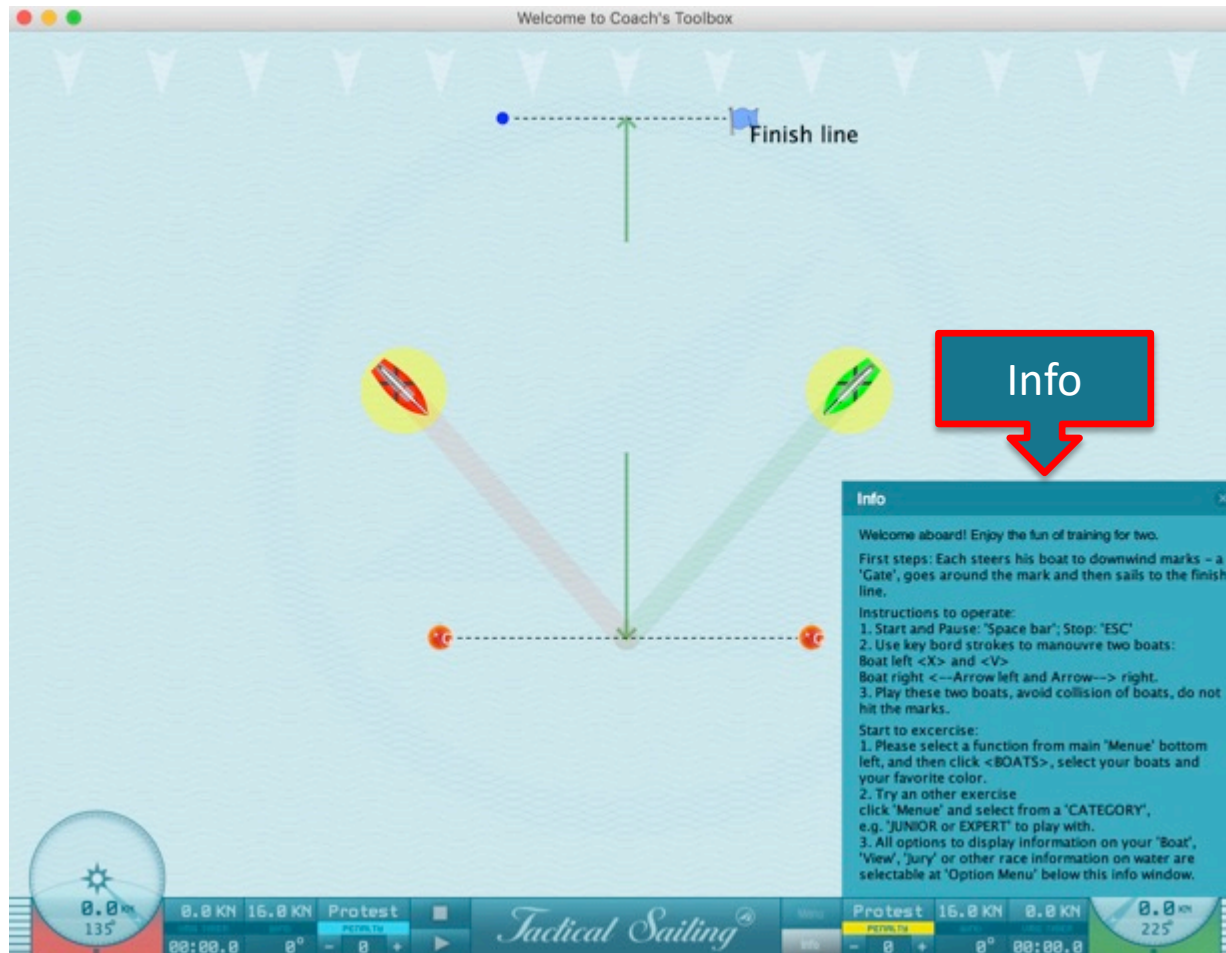 Welcome to Coach's Toolbox
Finish line
Info
Info
Welcome aboard! Enjoy the fun of training for two.
First steps: Each steers his boat to downwind marks – a
'Gate', goes around the mark and then sails to the finish
line.
Instructions to operate:
1. Start and Pause: "Space bar"; Stop: "ESC"
2. Use key bord strokes to manouvre two boats:
Boat left <X> and <V>
Boat right <--Arrow left and Arrow--> right.
3. Play these two boats, avoid collision of boats, do not
hit the marks.
Start to excercise:
1. Please select a function from main 'Menue' bottom
left, and then click <BOATS>, select your boats and
your favorite color.
2. Try an other exercise
click 'Menue' and select from a 'CATEGORY',
e.g. 'JUNIOR or EXPERT' to play with.
3. All options to display information on your 'Boat',
'View', 'Jury' or other race information on water are
selectable at 'Option Menu' below this info window.
0.0 KN
135°
0.0 KN 16.0 KN Protest
PENALTY
00:00.0 0° - 0 +
Tactical Sailing®
Menu
Info
Protest 16.0 KN 0.0 KN
PENALTY
- 0 + 0° 00:00.0
0.0 KN
225°